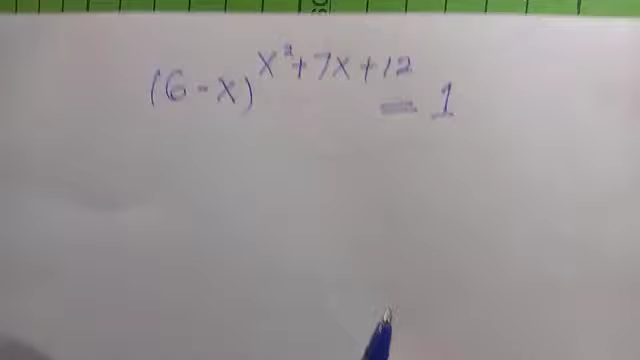 (6-x)^{x²+7x+12} = 1